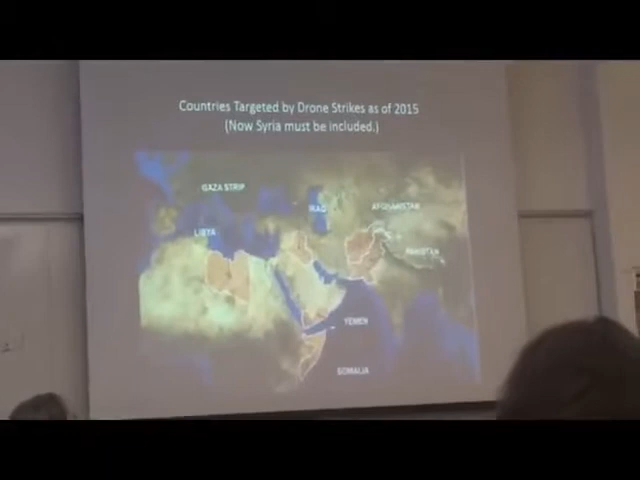 Countries Targeted by Drone Strikes as of 2015
(Now Syria must be included.)
GAZA STRIP
IRAQ
AFGHANISTAN
LIBYA
PAKISTAN
YEMEN
SOMALIA